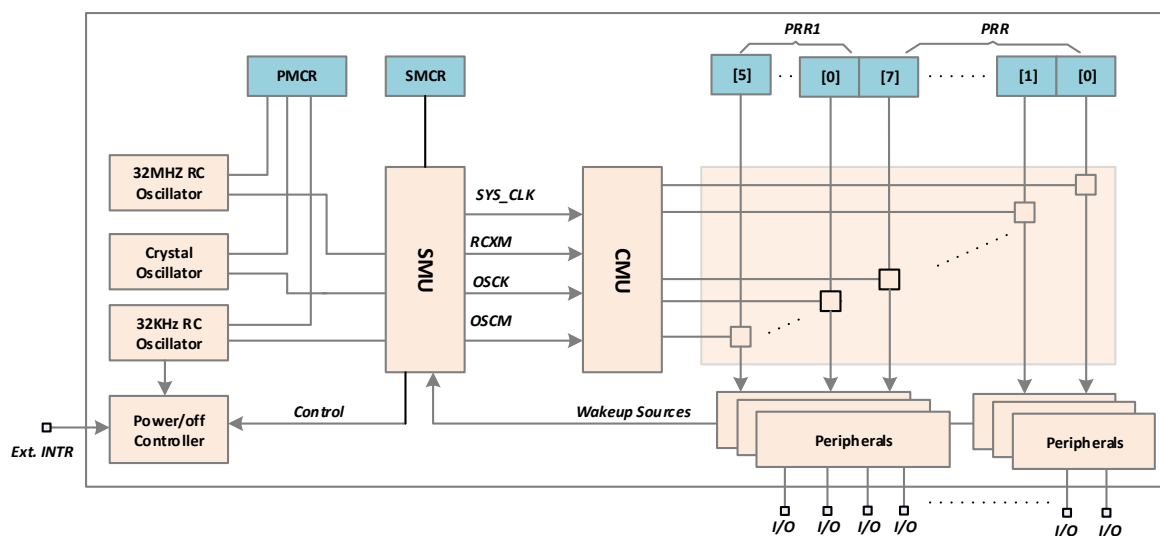 PRR1
PRR
PMCR
SMCR
[5]
[0]
[7]
[1]
[0]
32MHZ RC
Oscillator
Crystal
Oscillator
32KHz RC
Oscillator
SMU
SYS_CLK
RCXM
OSCK
OSCM
CMU
Power/off
Controller
Control
Wakeup Sources
Ext. INTR
Peripherals
Peripherals
I/O
I/O
I/O
I/O
I/O
I/O